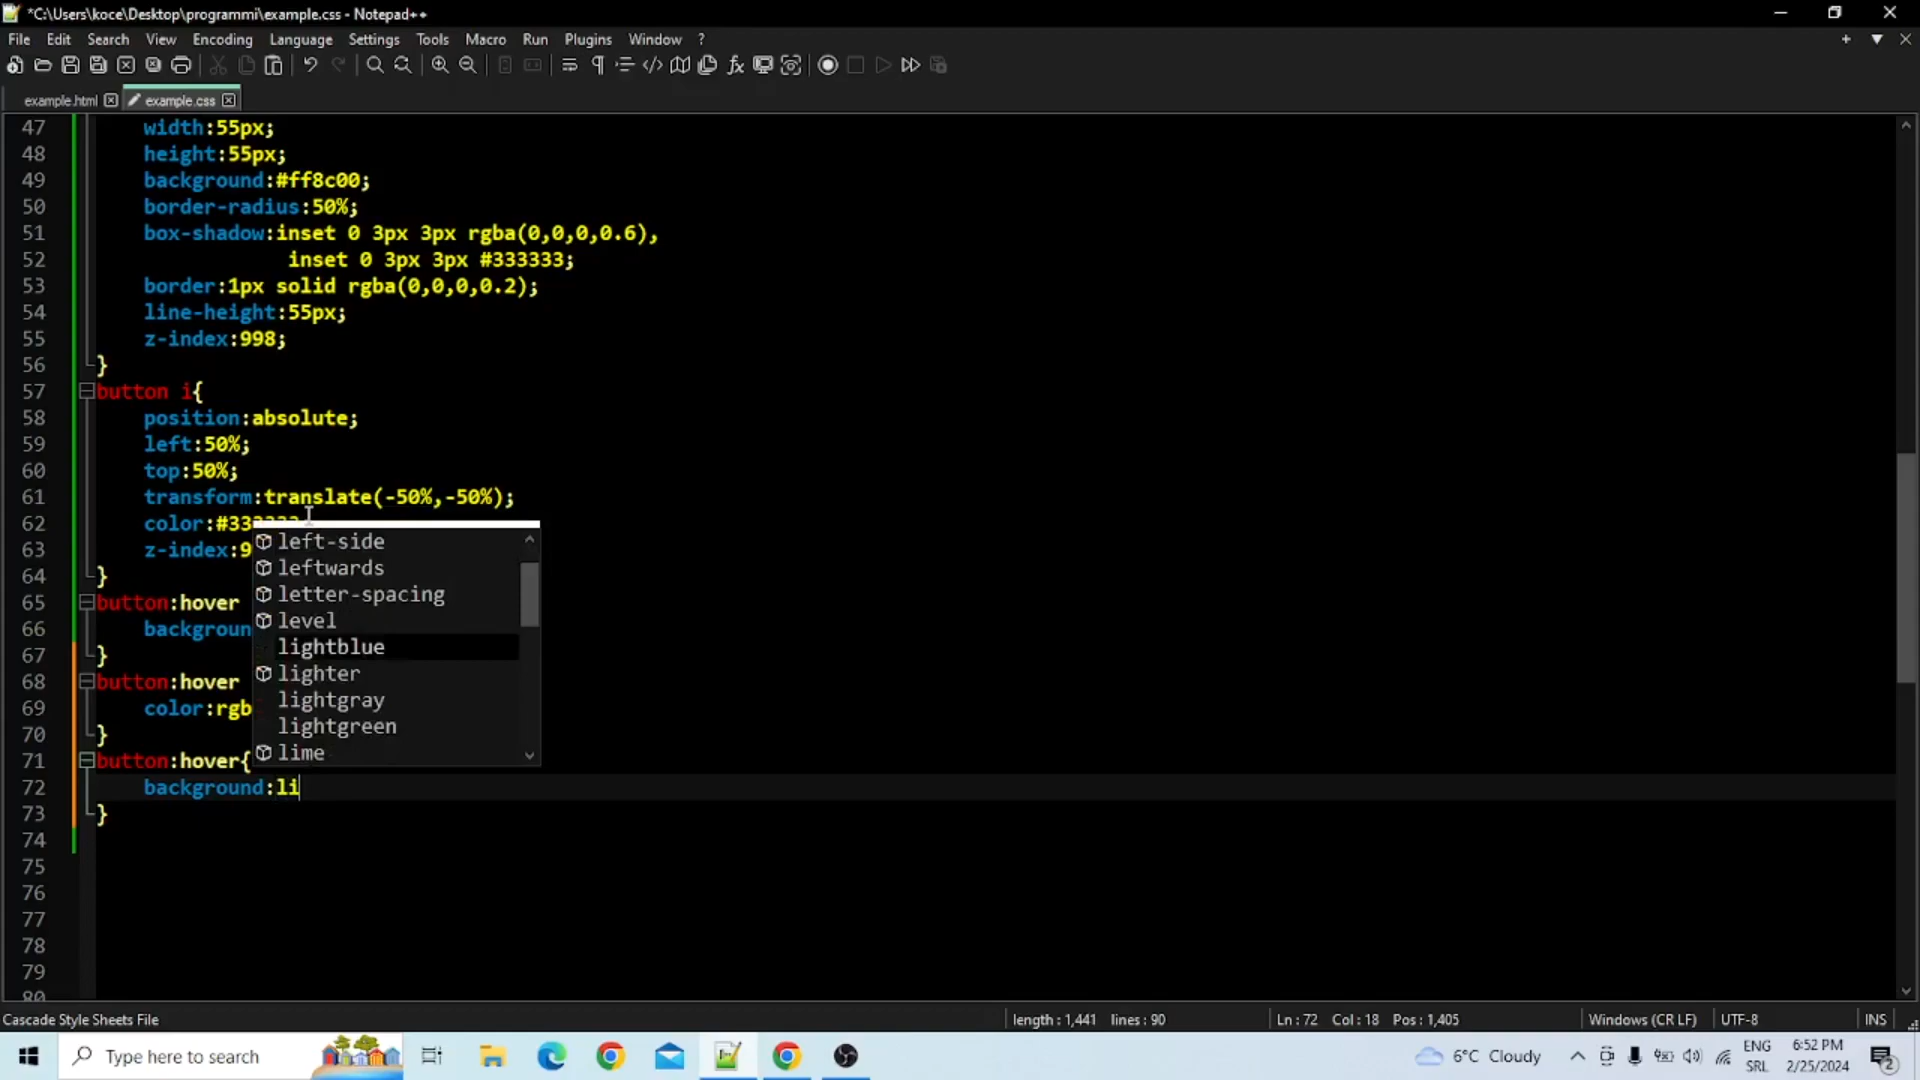 *C:\Users\koce\Desktop\programmi\example.css - Notepad++
File Edit Search View Encoding Language Settings Tools Macro Run Plugins Window ?
example.html example.css
47 width:55px;
48 height:55px;
49 background:#ff8c00;
50 border-radius:50%;
51 box-shadow:inset 0 3px 3px rgba(0,0,0,0.6),
52 inset 0 3px 3px #333333;
53 border:1px solid rgba(0,0,0,0.2);
54 line-height:55px;
55 z-index:998;
56 }
57 button i{
58 position:absolute;
59 left:50%;
60 top:50%;
61 transform:translate(-50%,-50%);
62 color:#333333
63 z-index:9
64 }
65 button:hover
66 backgroun
67 }
68 button:hover
69 color:rgb
70 }
71 button:hover{
72 background:li
73 }
74
75
76
77
78
79
80
left-side
leftwards
letter-spacing
level
lightblue
lighter
lightgray
lightgreen
lime
Cascade Style Sheets File length : 1,441 lines : 90 Ln : 72 Col : 18 Pos : 1,405 Windows (CR LF) UTF-8 INS
Type here to search 6°C Cloudy ENG SRL 6:52 PM 2/25/2024 2